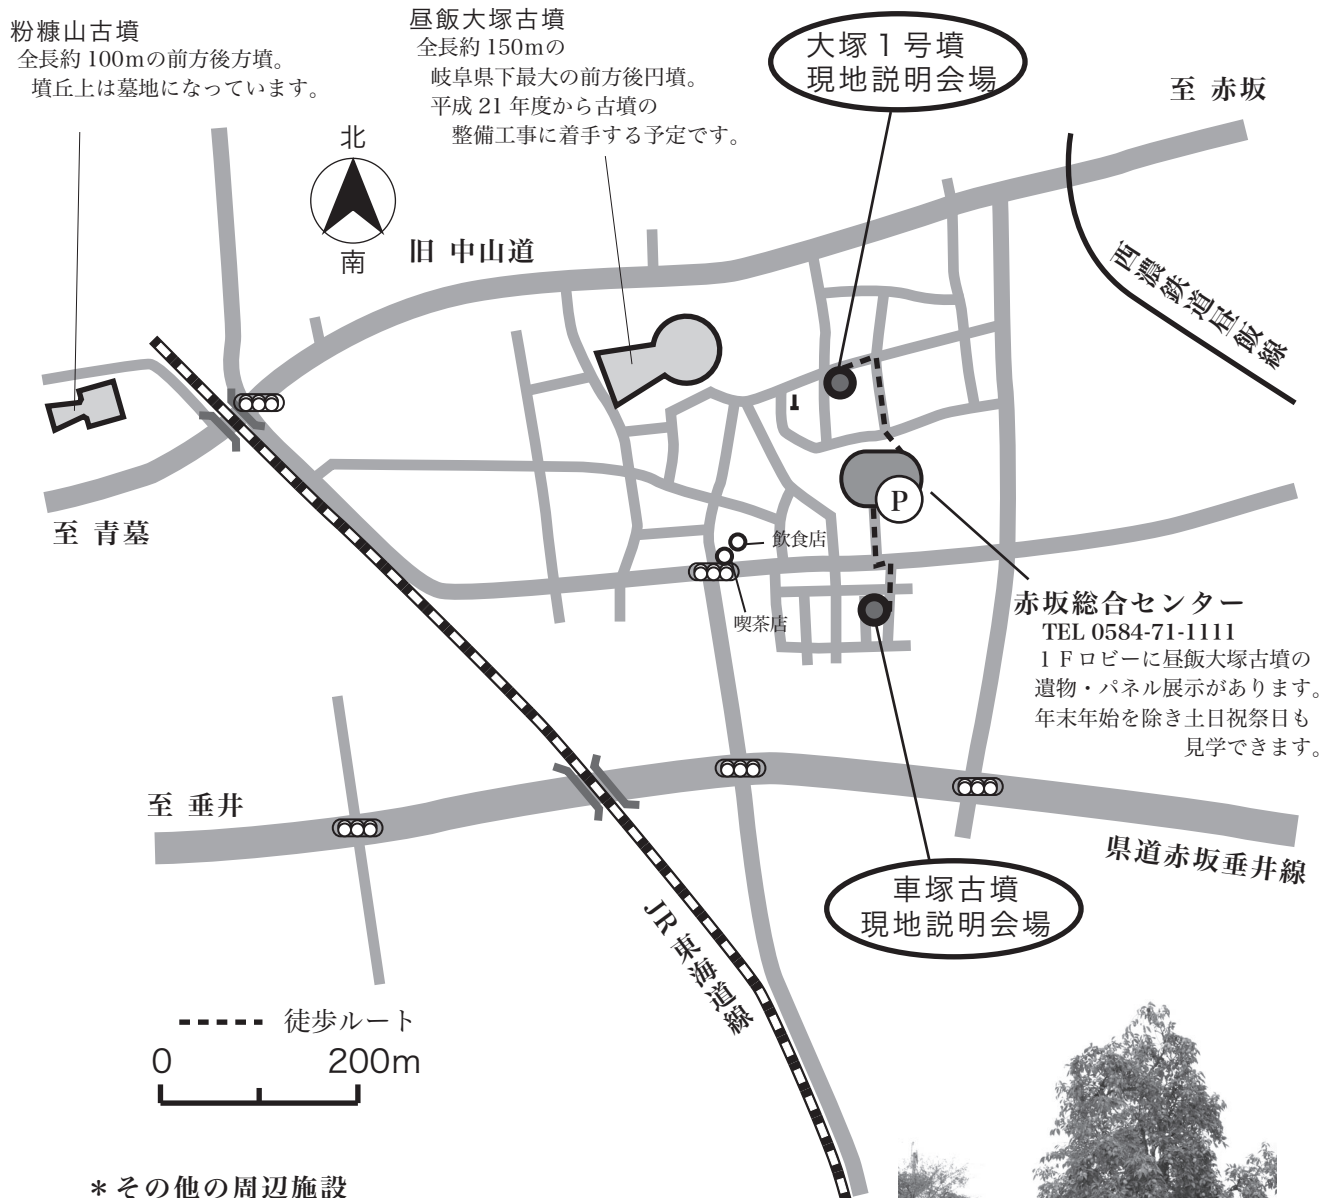 粉糠山古墳
全長約 100mの前方後方墳。
墳丘上は墓地になっています。
昼飯大塚古墳
全長約 150mの
岐阜県下最大の前方後円墳。
平成 21 年度から古墳の
整備工事に着手する予定です。
大塚１号墳
現地説明会場
至 赤坂
北
南
旧 中山道
西濃鉄道昼飯線
至 青墓
P
飲食店
喫茶店
赤坂総合センター
TEL 0584-71-1111
１Ｆロビーに昼飯大塚古墳の
遺物・パネル展示があります。
年末年始を除き土日祝祭日も
見学できます。
至 垂井
県道赤坂垂井線
車塚古墳
現地説明会場
JR 東海道線
徒歩ルート
0 200m
＊その他の周辺施設